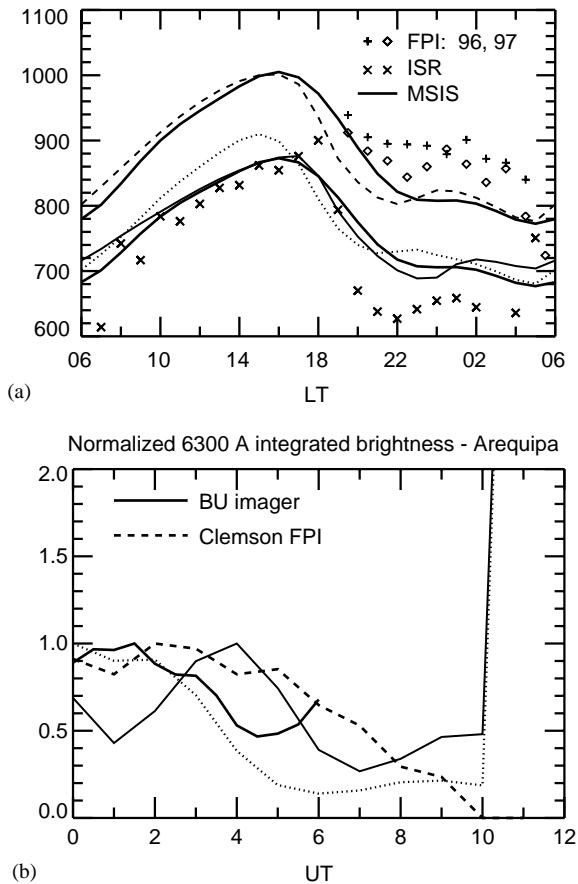 1100
1000
900
800
700
600
FPI: 96, 97
ISR
MSIS
06 10 14 18 22 02 06
(a)
LT
Normalized 6300 A integrated brightness - Arequipa
2.0
1.5
1.0
0.5
0.0
BU imager
Clemson FPI
0 2 4 6 8 10 12
(b)
UT